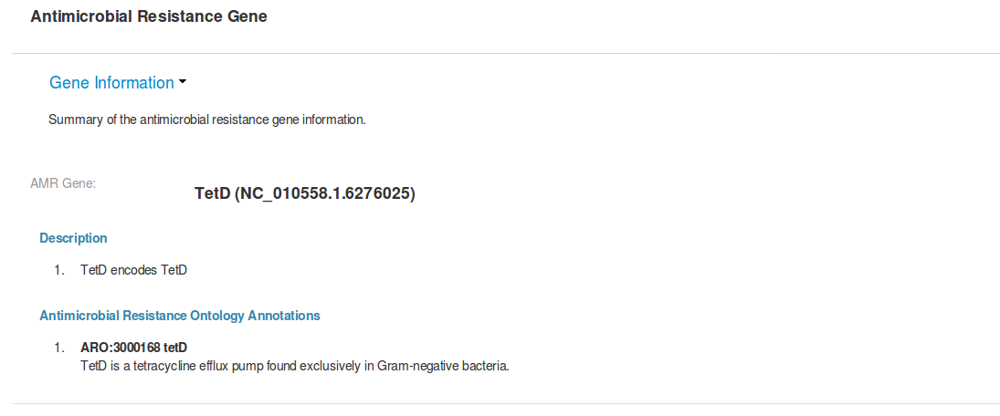 Antimicrobial Resistance Gene
Gene Information
Summary of the antimicrobial resistance gene information.
AMR Gene:
TetD (NC_010558.1.6276025)
Description
1. TetD encodes TetD
Antimicrobial Resistance Ontology Annotations
1. ARO:3000168 tetD
TetD is a tetracycline efflux pump found exclusively in Gram-negative bacteria.